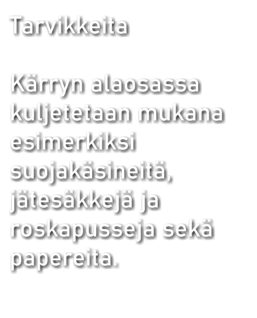 Tarvikkeita
Kärryn alaosassa
kuljetetaan mukana
esimerkiksi
suojakäsineitä,
jätesäkkejä ja
roskapusseja sekä
papereita.